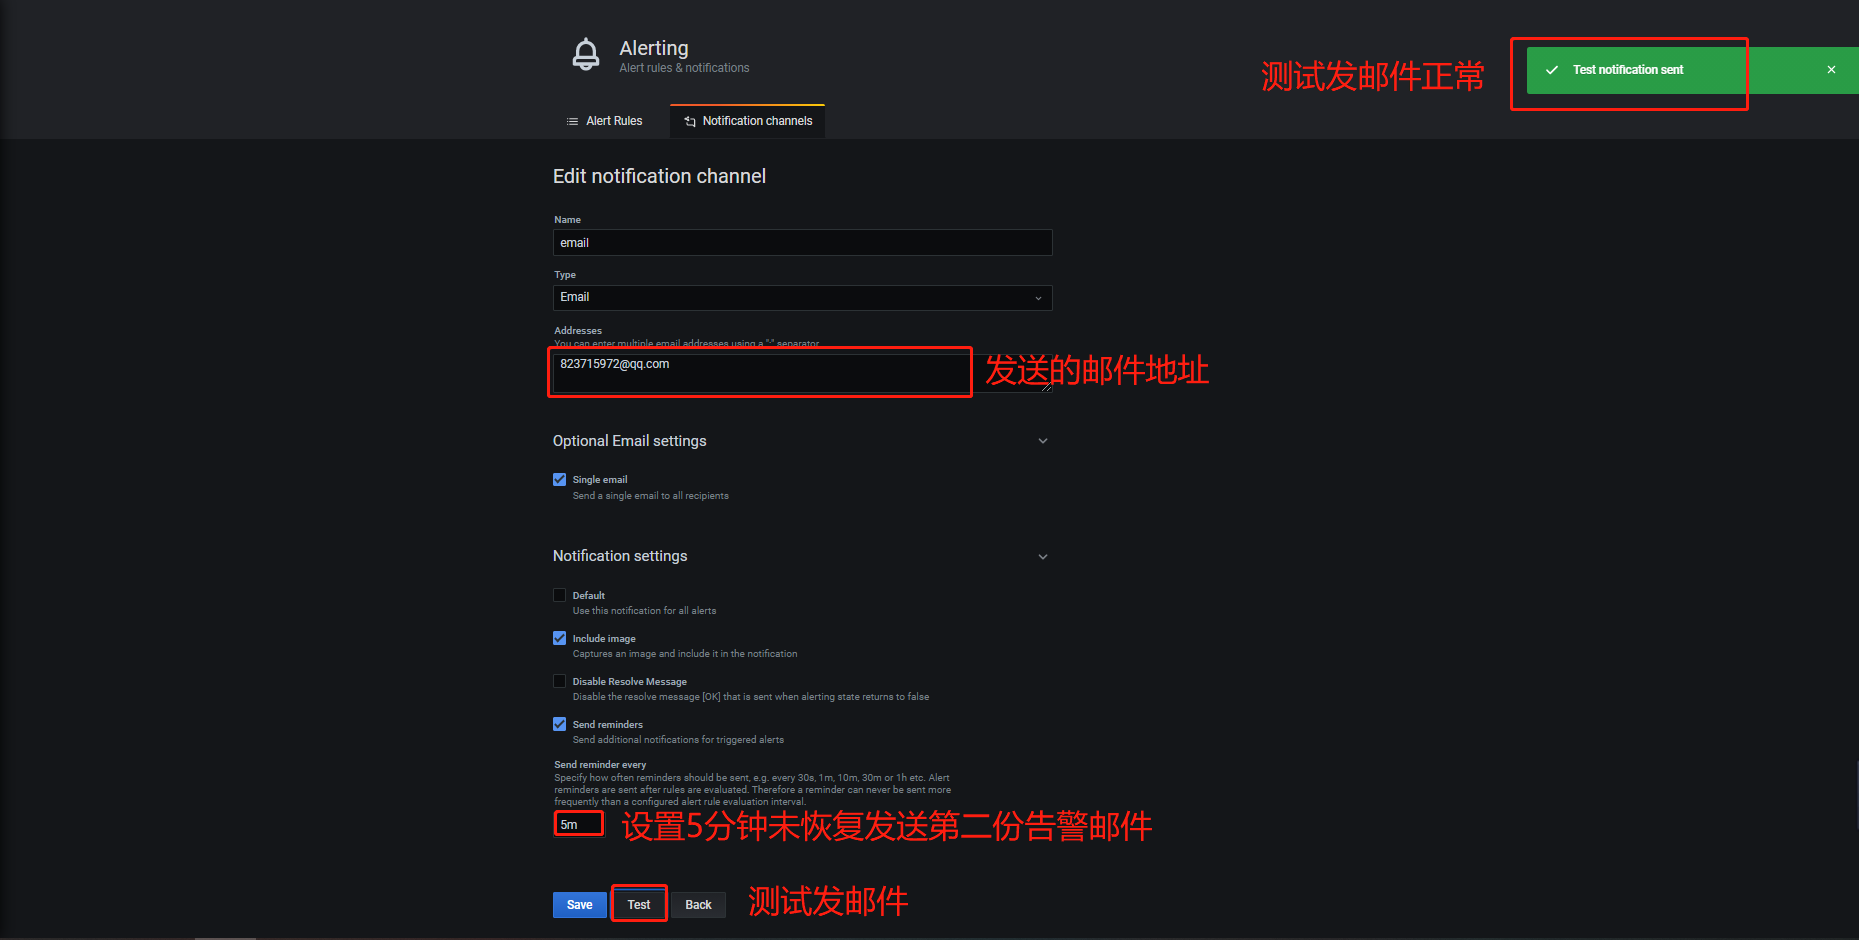 Alerting
Alert rules & notifications
测试发邮件正常
Test notification sent
Alert Rules
Notification channels
Edit notification channel
Name
email
Type
Email
Addresses
You can enter multiple email addresses using a ";" separator
823715972@qq.com
发送的邮件地址
Optional Email settings
Single email
Send a single email to all recipients
Notification settings
Default
Use this notification for all alerts
Include image
Captures an image and include it in the notification
Disable Resolve Message
Disable the resolve message [OK] that is sent when alerting state returns to false
Send reminders
Send additional notifications for triggered alerts
Send reminder every
Specify how often reminders should be sent, e.g. every 30s, 1m, 10m, 30m or 1h etc. Alert
reminders are sent after rules are evaluated. Therefore a reminder can never be sent more
frequently than a configured alert rule evaluation interval.
5m
设置5分钟未恢复发送第二份告警邮件
Save
Test
Back
测试发邮件